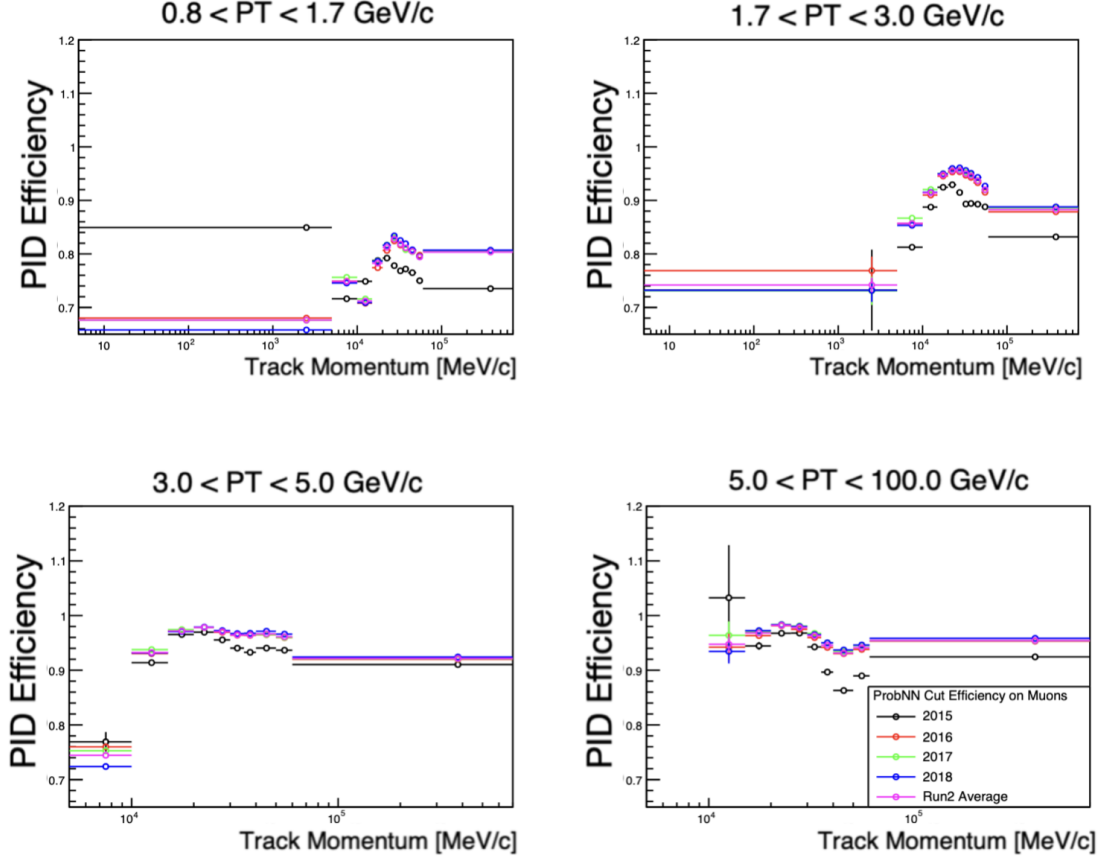 0.8 < PT < 1.7 GeV/c
PID Efficiency
1.2
1.1
1
0.9
0.8
0.7
10 10² 10³ 10⁴ 10⁵
Track Momentum [MeV/c]
1.7 < PT < 3.0 GeV/c
PID Efficiency
1.2
1.1
1
0.9
0.8
0.7
10 10² 10³ 10⁴ 10⁵
Track Momentum [MeV/c]
3.0 < PT < 5.0 GeV/c
PID Efficiency
1.2
1.1
1
0.9
0.8
0.7
10⁴ 10⁵
Track Momentum [MeV/c]
5.0 < PT < 100.0 GeV/c
PID Efficiency
1.2
1.1
1
0.9
0.8
0.7
10⁴ 10⁵
Track Momentum [MeV/c]
ProbNN Cut Efficiency on Muons
2015
2016
2017
2018
Run2 Average